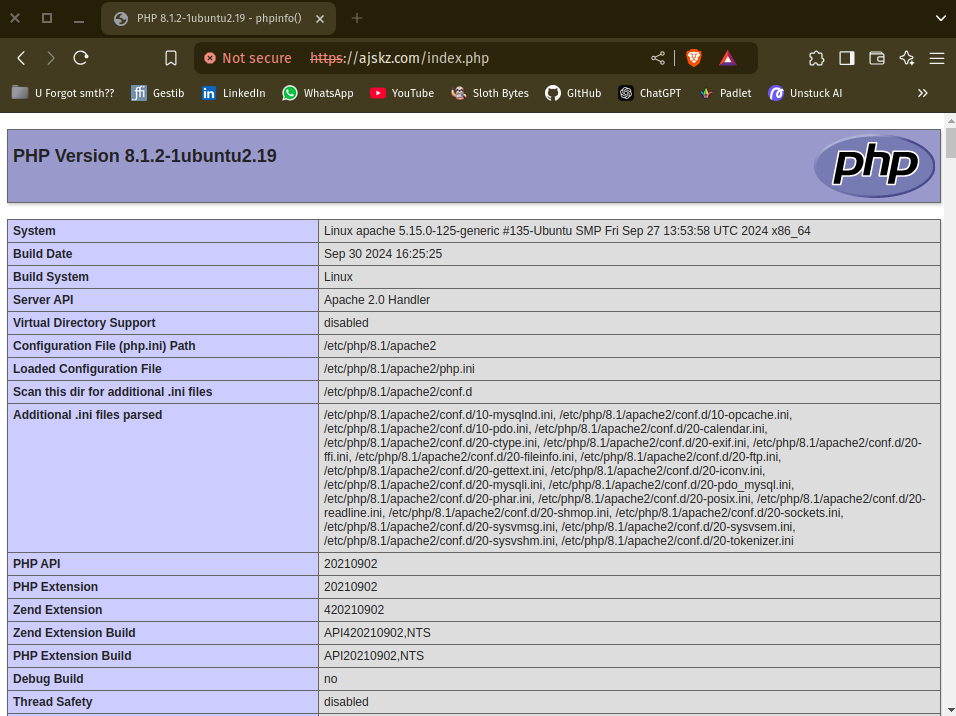 PHP 8.1.2-1ubuntu2.19 - phpinfo()
Not secure https://ajskz.com/index.php
U Forgot smth?? Gestib LinkedIn WhatsApp YouTube Sloth Bytes GItHub ChatGPT Padlet Unstuck AI
PHP Version 8.1.2-1ubuntu2.19
php
System Linux apache 5.15.0-125-generic #135-Ubuntu SMP Fri Sep 27 13:53:58 UTC 2024 x86_64
Build Date Sep 30 2024 16:25:25
Build System Linux
Server API Apache 2.0 Handler
Virtual Directory Support disabled
Configuration File (php.ini) Path /etc/php/8.1/apache2
Loaded Configuration File /etc/php/8.1/apache2/php.ini
Scan this dir for additional .ini files /etc/php/8.1/apache2/conf.d
Additional .ini files parsed /etc/php/8.1/apache2/conf.d/10-mysqlnd.ini, /etc/php/8.1/apache2/conf.d/10-opcache.ini,
/etc/php/8.1/apache2/conf.d/10-pdo.ini, /etc/php/8.1/apache2/conf.d/20-calendar.ini,
/etc/php/8.1/apache2/conf.d/20-ctype.ini, /etc/php/8.1/apache2/conf.d/20-exif.ini, /etc/php/8.1/apache2/conf.d/20-
ffi.ini, /etc/php/8.1/apache2/conf.d/20-fileinfo.ini, /etc/php/8.1/apache2/conf.d/20-ftp.ini,
/etc/php/8.1/apache2/conf.d/20-gettext.ini, /etc/php/8.1/apache2/conf.d/20-iconv.ini,
/etc/php/8.1/apache2/conf.d/20-mysqli.ini, /etc/php/8.1/apache2/conf.d/20-pdo_mysql.ini,
/etc/php/8.1/apache2/conf.d/20-phar.ini, /etc/php/8.1/apache2/conf.d/20-posix.ini, /etc/php/8.1/apache2/conf.d/20-
readline.ini, /etc/php/8.1/apache2/conf.d/20-shmop.ini, /etc/php/8.1/apache2/conf.d/20-sockets.ini,
/etc/php/8.1/apache2/conf.d/20-sysvmsg.ini, /etc/php/8.1/apache2/conf.d/20-sysvsem.ini,
/etc/php/8.1/apache2/conf.d/20-sysvshm.ini, /etc/php/8.1/apache2/conf.d/20-tokenizer.ini
PHP API 20210902
PHP Extension 20210902
Zend Extension 420210902
Zend Extension Build API420210902,NTS
PHP Extension Build API20210902,NTS
Debug Build no
Thread Safety disabled